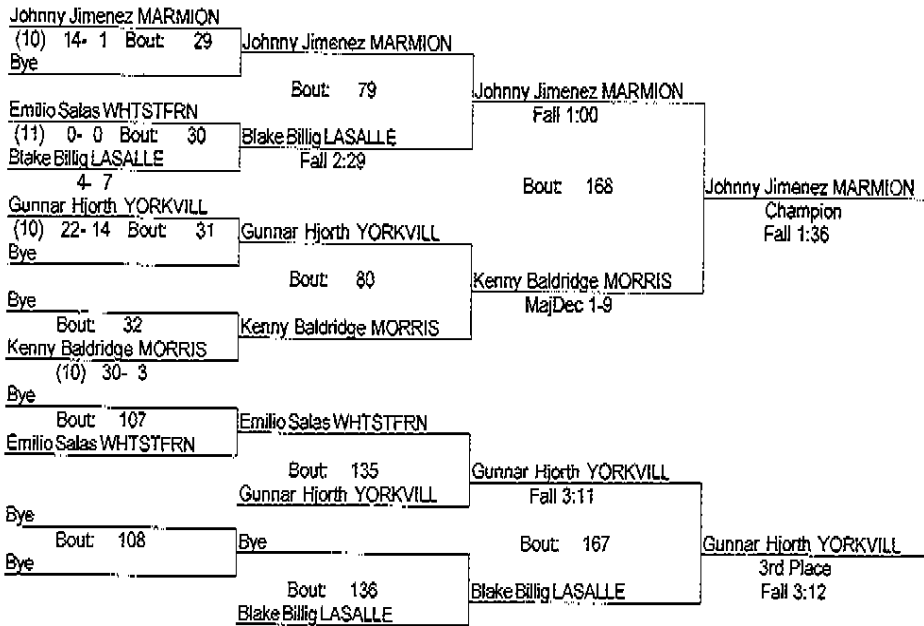 Johnny Jimenez MARMION
(10) 14- 1 Bout: 29
Bye
Johnny Jimenez MARMION
Bout: 79
Emilio Salas WHTSTFRN
(11) 0- 0 Bout: 30
Blake Billig LASALLE
4- 7
Blake Billig LASALLE
Fall 2:29
Johnny Jimenez MARMION
Fall 1:00
Bout: 168
Gunnar Hjorth YORKVILL
(10) 22- 14 Bout: 31
Bye
Gunnar Hjorth YORKVILL
Bout: 80
Bye
Bout: 32
Kenny Baldridge MORRIS
(10) 30- 3
Kenny Baldridge MORRIS
Kenny Baldridge MORRIS
MajDec 1-9
Johnny Jimenez MARMION
Champion
Fall 1:36
Bye
Bout: 107
Emilio Salas WHTSTFRN
Emilio Salas WHTSTFRN
Bout: 135
Gunnar Hjorth YORKVILL
Gunnar Hjorth YORKVILL
Fall 3:11
Bout: 167
Bye
Bout: 108
Bye
Bye
Bout: 136
Blake Billig LASALLE
Blake Billig LASALLE
Gunnar Hjorth YORKVILL
3rd Place
Fall 3:12